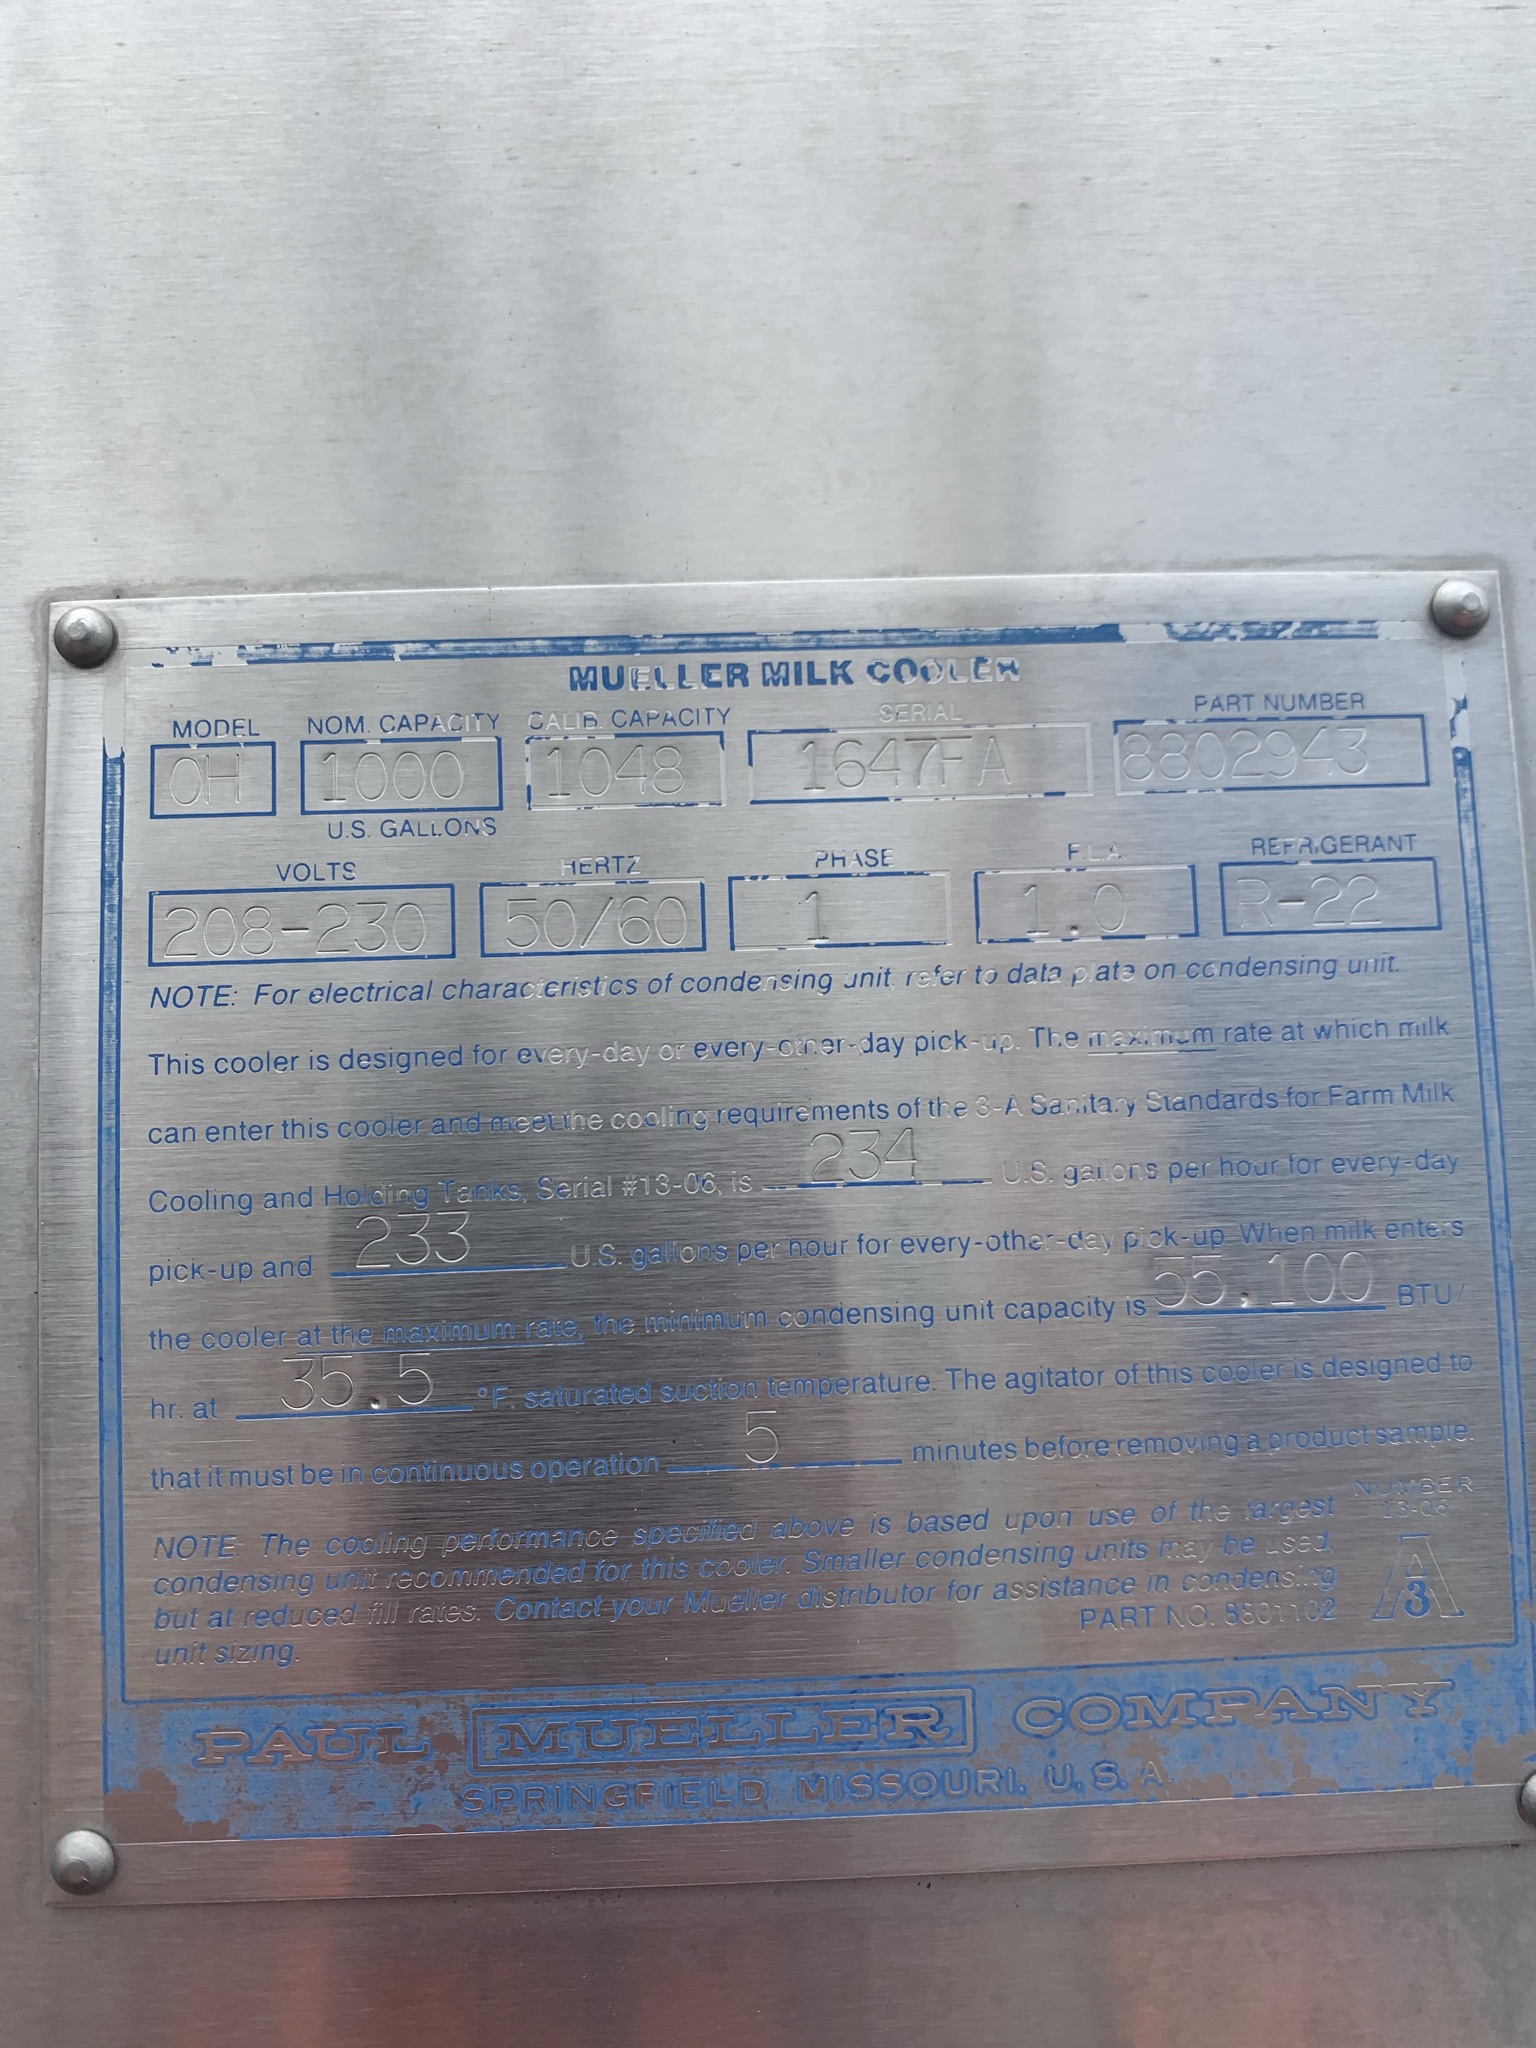 MUELLER MILK COOLER
MODEL NOM. CAPACITY CALIB. CAPACITY SERIAL PART NUMBER
OH 1000 1048 1647FA 8802943
U.S. GALLONS
VOLTS HERTZ PHASE F.L.A. REFRIGERANT
208-230 50/60 1 1.0 R-22
NOTE: For electrical characteristics of condensing unit, refer to data plate on condensing unit.
This cooler is designed for every-day or every-other-day pick-up. The maximum rate at which milk
can enter this cooler and meet the cooling requirements of the 3-A Sanitary Standards for Farm Milk
Cooling and Holding Tanks, Serial #13-06, is 234 U.S. gallons per hour for every-day
pick-up and 233 U.S. gallons per hour for every-other-day pick-up. When milk enters
the cooler at the maximum rate, the minimum condensing unit capacity is 55,100 BTU/
hr. at 35.5 °F. saturated suction temperature. The agitator of this cooler is designed to
that it must be in continuous operation 5 minutes before removing a product sample.
NUMBER
13-06
A
3
NOTE: The cooling performance specified above is based upon use of the largest
condensing unit recommended for this cooler. Smaller condensing units may be used,
but at reduced fill rates. Contact your Mueller distributor for assistance in condensing
unit sizing.
PART NO. 8801102
PAUL MUELLER COMPANY
SPRINGFIELD MISSOURI, U.S.A.